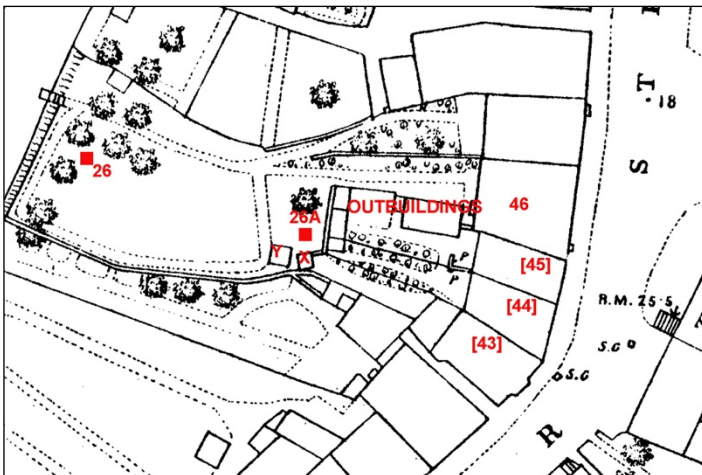 T
18
S
26
26A
OUTBUILDINGS
46
Y
X
P
P
[45]
[44]
B.M. 25.5
[43]
S.G
S.G
R